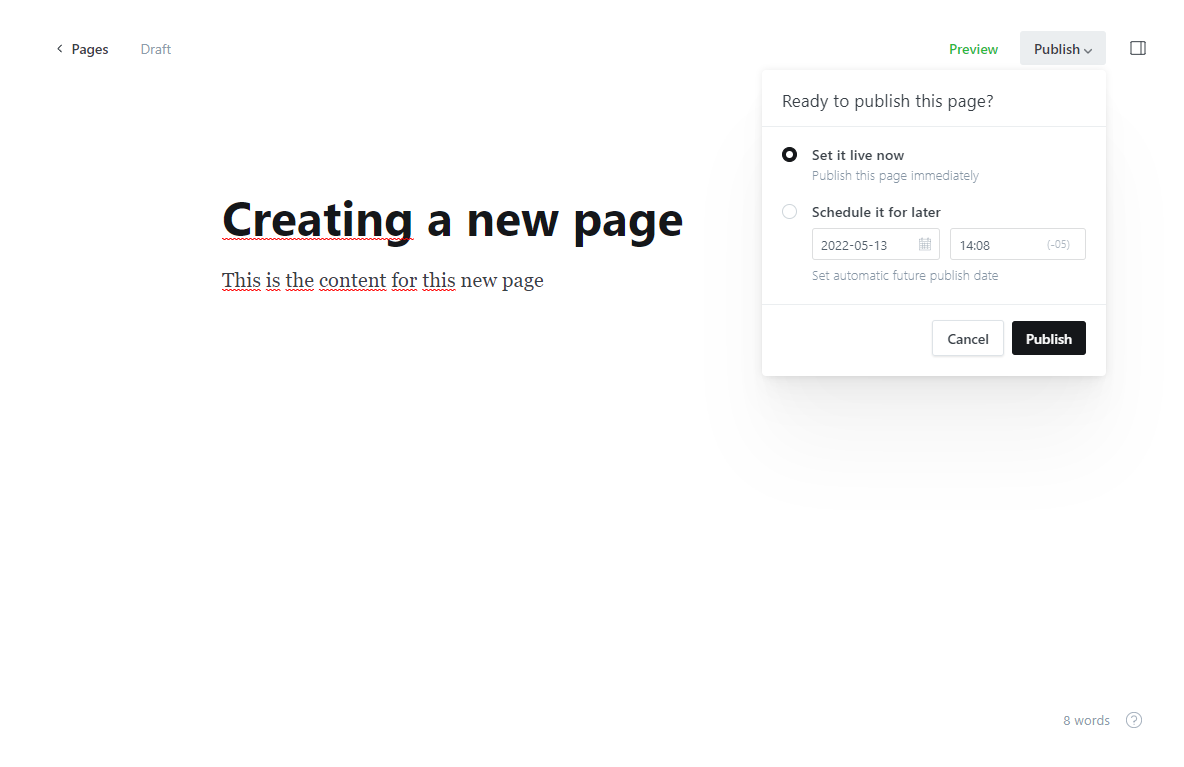 Pages
Draft
Preview
Publish
Ready to publish this page?
Set it live now
Publish this page immediately
Schedule it for later
2022-05-13
14:08
(-05)
Set automatic future publish date
Cancel
Publish
Creating a new page
This is the content for this new page
8 words
?